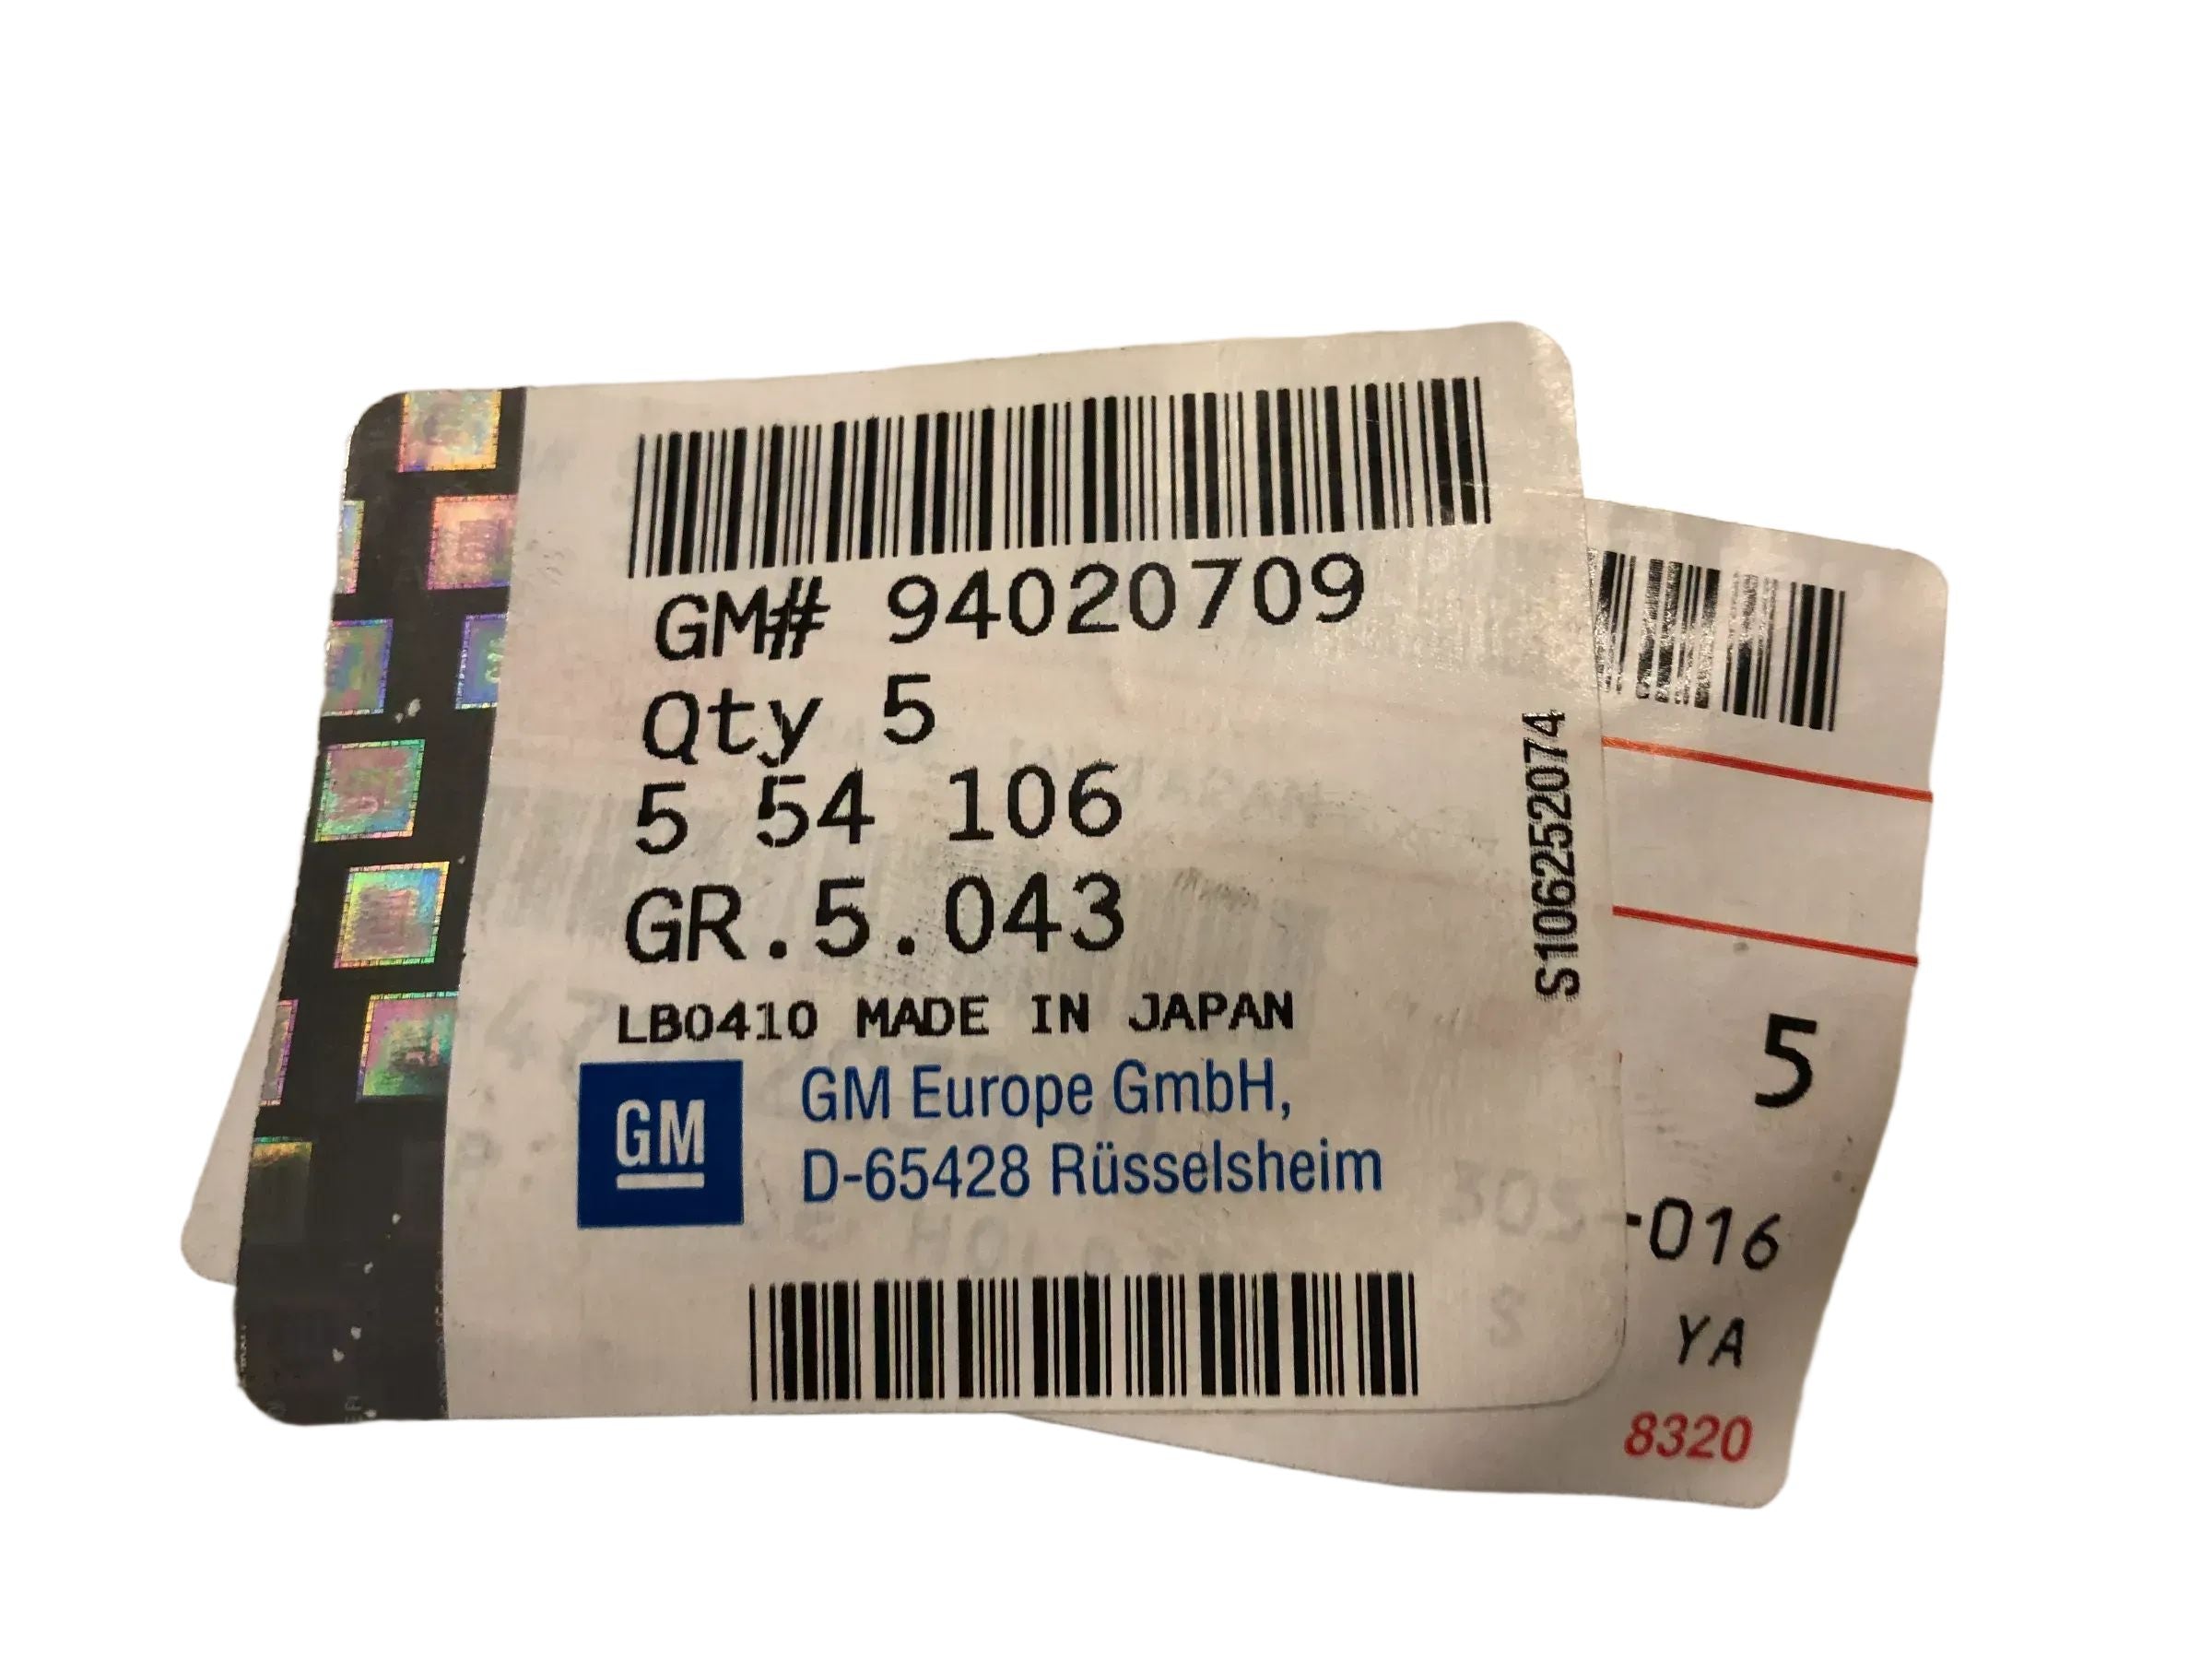 GM# 94020709
Qty 5
5 54 106
GR.5.043
LB0410 MADE IN JAPAN
GM
GM Europe GmbH,
D-65428 Rüsselsheim
S106252074
5
-016
YA
8320